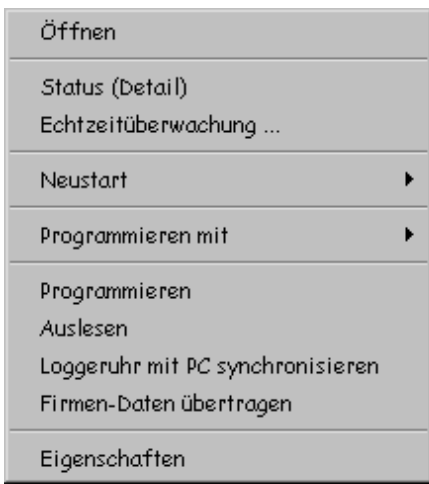 Öffnen
Status (Detail)
Echtzeitüberwachung ...
Neustart
Programmieren mit
Programmieren
Auslesen
Loggeruhr mit PC synchronisieren
Firmen-Daten übertragen
Eigenschaften